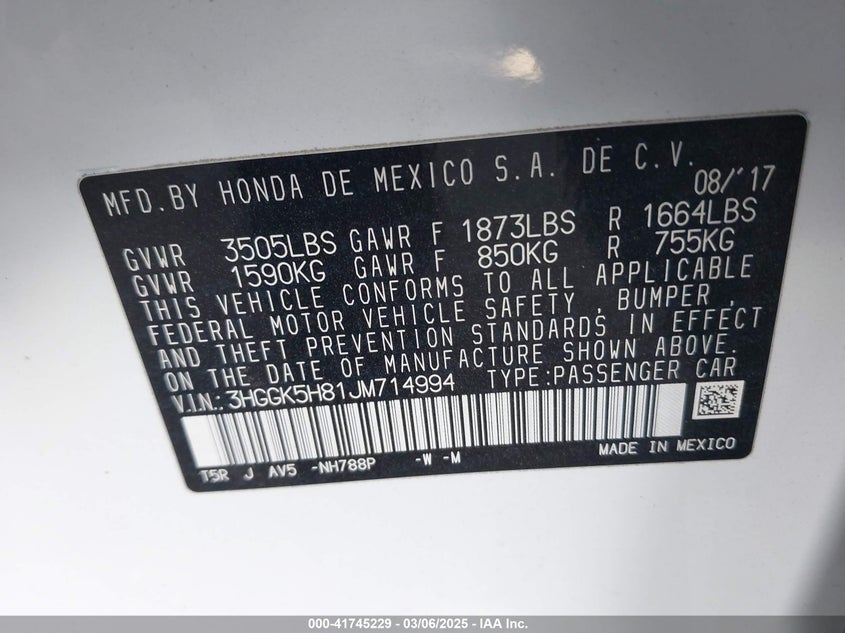 MFD.BY HONDA DE MEXICO S.A. DE C.V.
08/'17
GVWR 3505LBS GAWR F 1873LBS R 1664LBS
GVWR 1590KG GAWR F 850KG R 755KG
THIS VEHICLE CONFORMS TO ALL APPLICABLE
FEDERAL MOTOR VEHICLE SAFETY, BUMPER,
AND THEFT PREVENTION STANDARDS IN EFFECT
ON THE DATE OF MANUFACTURE SHOWN ABOVE.
V.I.N.: 3HGGK5H81JM714994 TYPE:PASSENGER CAR
T5R J AV5 -NH788P -W -M MADE IN MEXICO
000-41745229 - 03/06/2025 - IAA Inc.